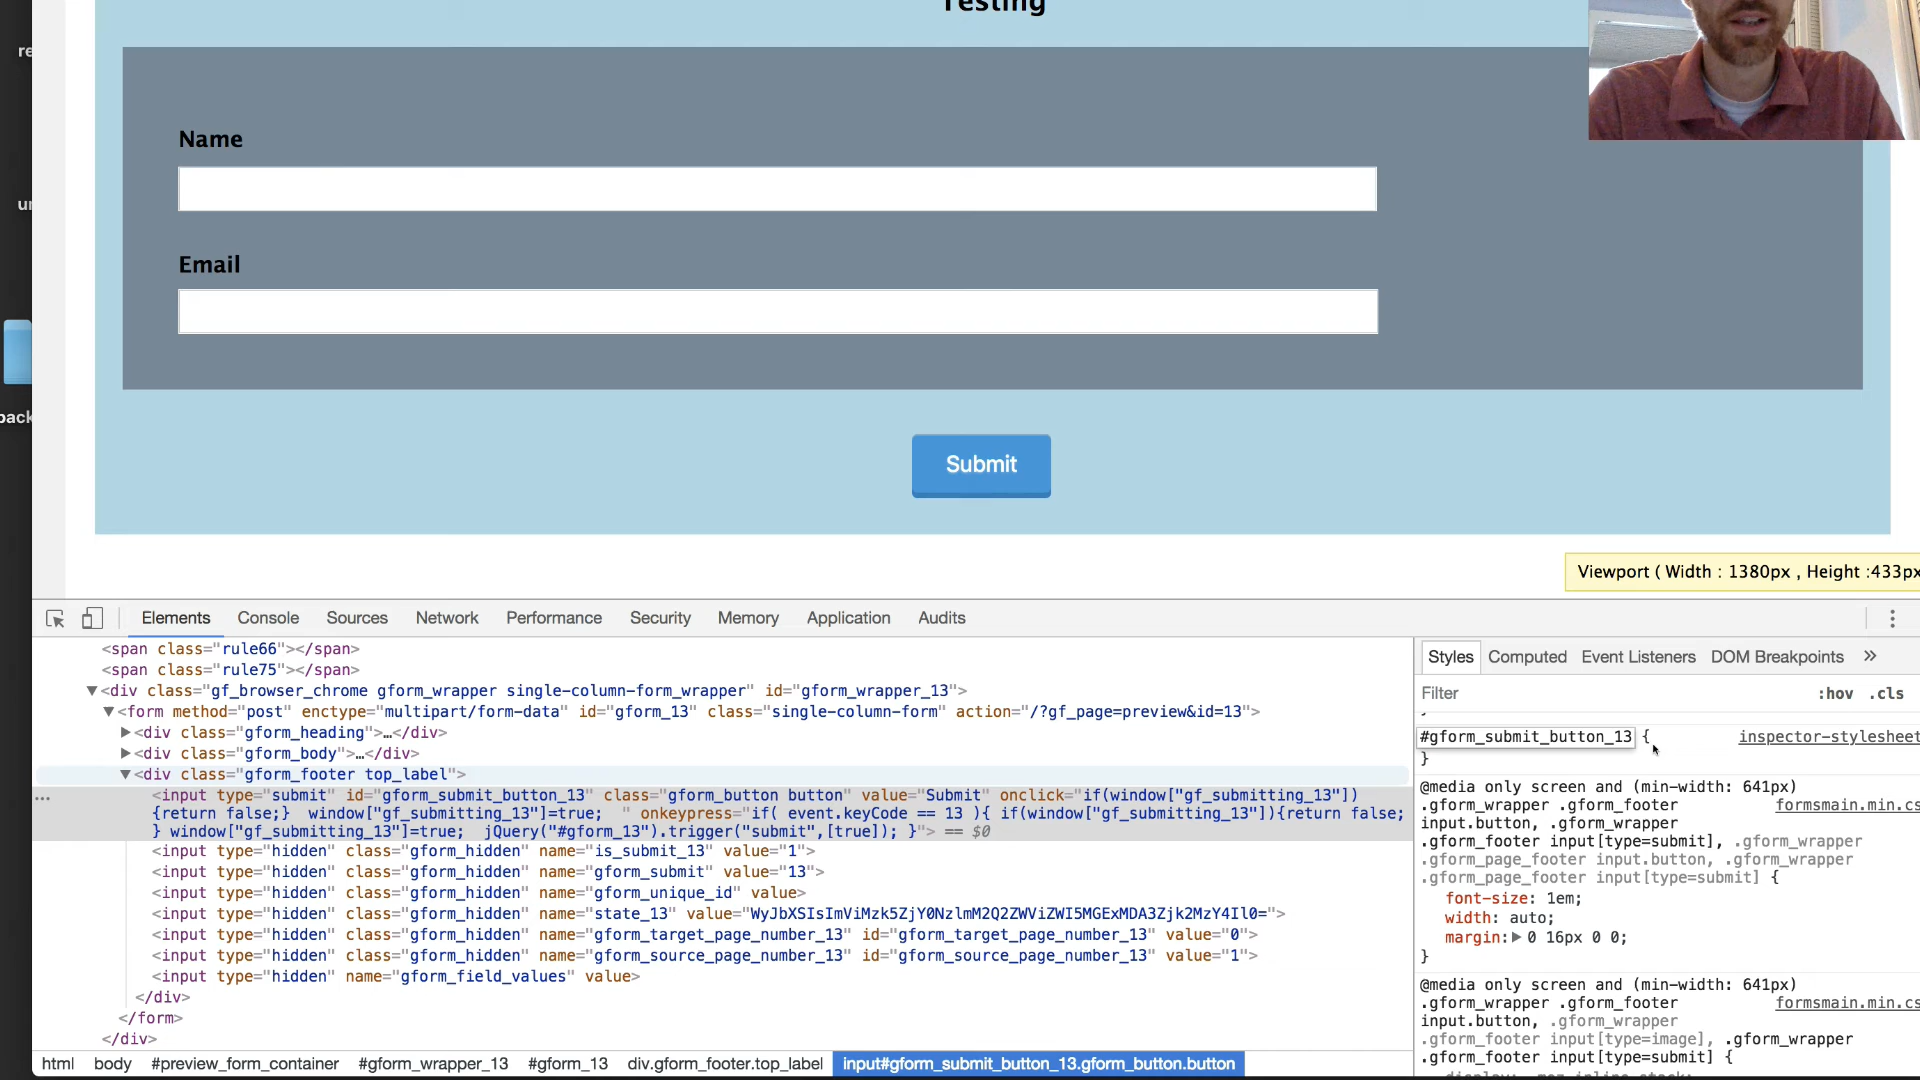 Testing
Name
Email
Submit
Viewport ( Width : 1380px , Height :433px
Elements Console Sources Network Performance Security Memory Application Audits
<span class="rule66"></span>
<span class="rule75"></span>
▼<div class="gf_browser_chrome gform_wrapper single-column-form_wrapper" id="gform_wrapper_13">
▼<form method="post" enctype="multipart/form-data" id="gform_13" class="single-column-form" action="/?gf_page=preview&id=13">
▶<div class="gform_heading">…</div>
▶<div class="gform_body">…</div>
▼<div class="gform_footer top_label">
<input type="submit" id="gform_submit_button_13" class="gform_button button" value="Submit" onclick="if(window["gf_submitting_13"])
{return false;}  window["gf_submitting_13"]=true;  " onkeypress="if( event.keyCode == 13 ){ if(window["gf_submitting_13"]){return false;
} window["gf_submitting_13"]=true;  jQuery("#gform_13").trigger("submit",[true]); }"> == $0
<input type="hidden" class="gform_hidden" name="is_submit_13" value="1">
<input type="hidden" class="gform_hidden" name="gform_submit" value="13">
<input type="hidden" class="gform_hidden" name="gform_unique_id" value>
<input type="hidden" class="gform_hidden" name="state_13" value="WyJbXSIsImViMzk5ZjY0NzlmM2Q2ZWViZWI5MGExMDA3Zjk2MzY4Il0=">
<input type="hidden" class="gform_hidden" name="gform_target_page_number_13" id="gform_target_page_number_13" value="0">
<input type="hidden" class="gform_hidden" name="gform_source_page_number_13" id="gform_source_page_number_13" value="1">
<input type="hidden" name="gform_field_values" value>
</div>
</form>
</div>
html body #preview_form_container #gform_wrapper_13 #gform_13 div.gform_footer.top_label input#gform_submit_button_13.gform_button.button
Styles Computed Event Listeners DOM Breakpoints »
Filter :hov .cls
#gform_submit_button_13 { inspector-stylesheet
}
@media only screen and (min-width: 641px)
.gform_wrapper .gform_footer formsmain.min.cs
input.button, .gform_wrapper
.gform_footer input[type=submit], .gform_wrapper
.gform_page_footer input.button, .gform_wrapper
.gform_page_footer input[type=submit] {
font-size: 1em;
width: auto;
margin:▶ 0 16px 0 0;
}
@media only screen and (min-width: 641px)
.gform_wrapper .gform_footer formsmain.min.cs
input.button, .gform_wrapper
.gform_footer input[type=image], .gform_wrapper
.gform_footer input[type=submit] {